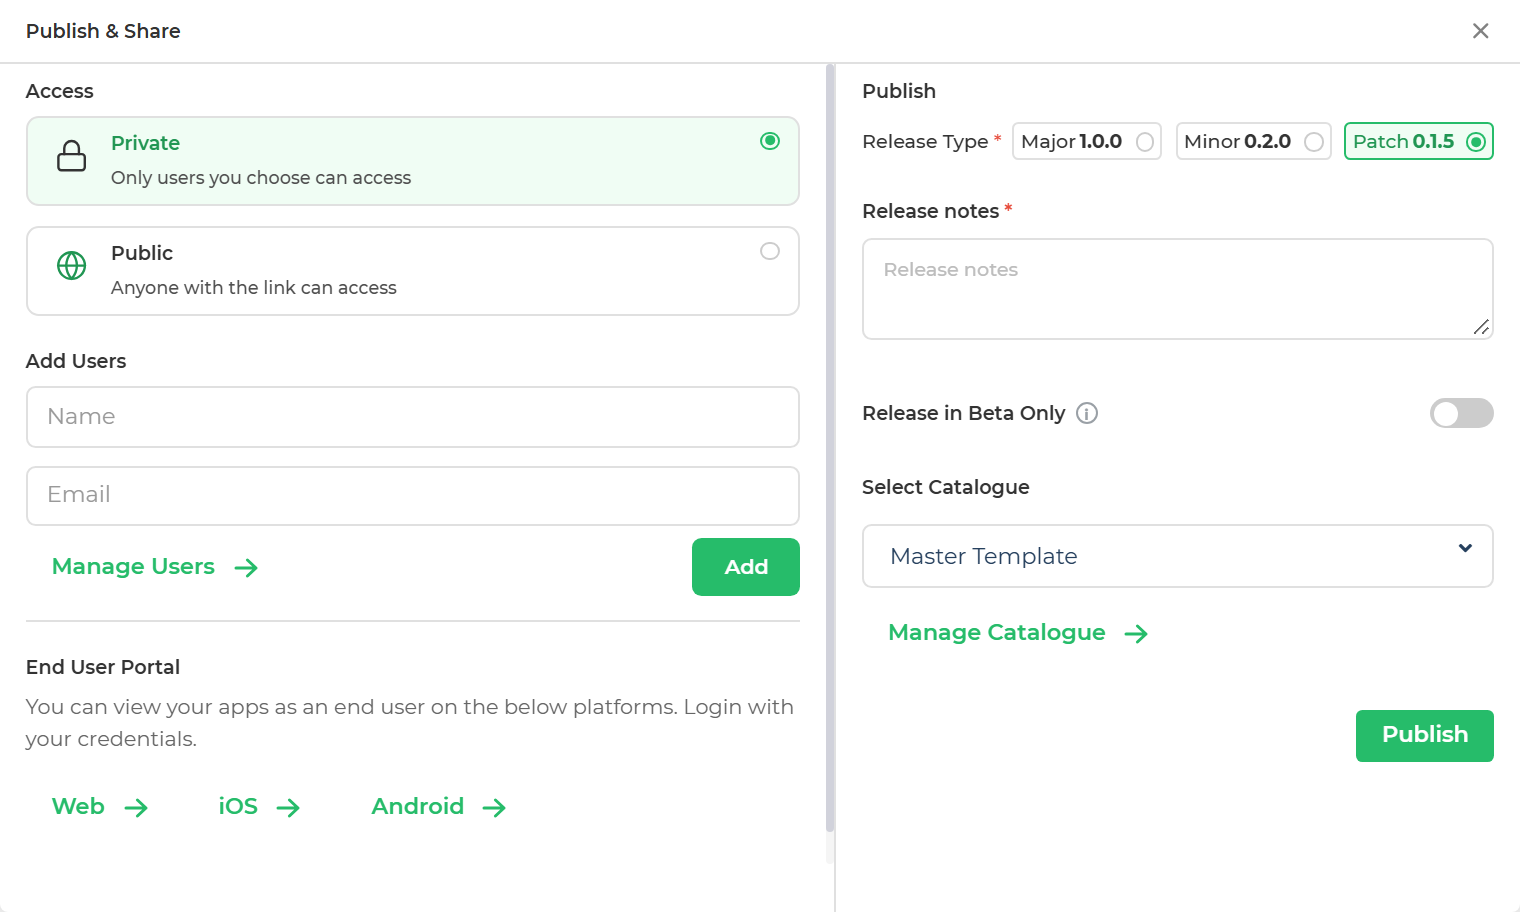 Publish & Share
Access
Private
Only users you choose can access
Public
Anyone with the link can access
Add Users
Name
Email
Manage Users
Add
End User Portal
You can view your apps as an end user on the below platforms. Login with
your credentials.
Web
iOS
Android
Publish
Release Type *
Major 1.0.0
Minor 0.2.0
Patch 0.1.5
Release notes *
Release notes
Release in Beta Only
Select Catalogue
Master Template
Manage Catalogue
Publish